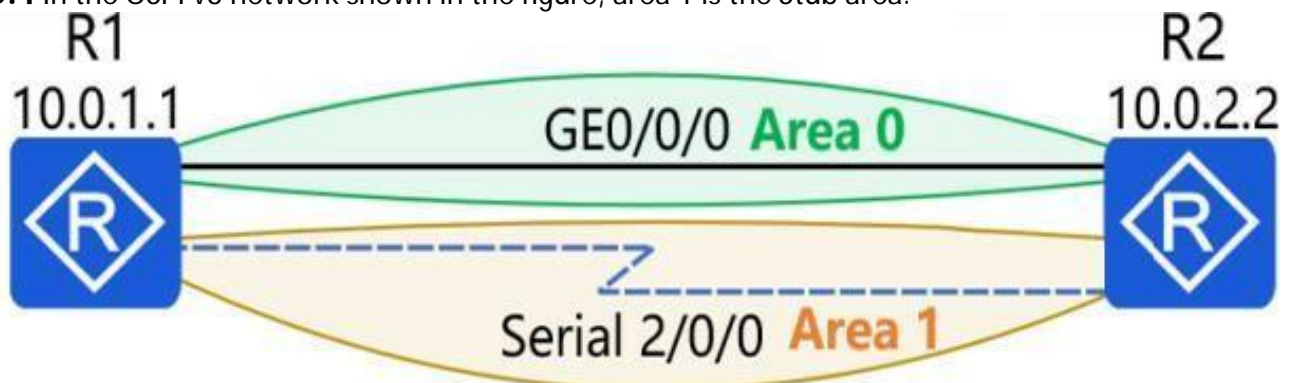 in the OSPFv3 network shown in the figure, area 1 is the stub area.
R1
R2
10.0.1.1
10.0.2.2
GE0/0/0 Area 0
R
R
Serial 2/0/0 Area 1